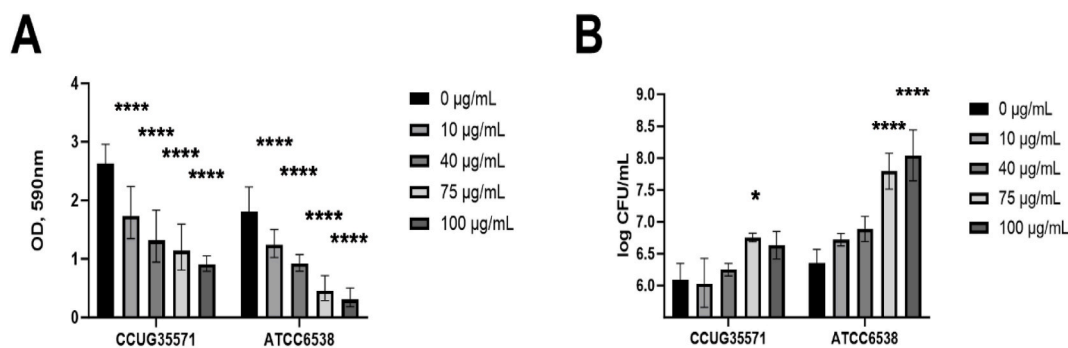 A
OD, 590nm
4
3
2
1
0
****
****
****
****
****
****
****
****
CCUG35571
ATCC6538
0 µg/mL
10 µg/mL
40 µg/mL
75 µg/mL
100 µg/mL
B
log CFU/mL
9.0
8.5
8.0
7.5
7.0
6.5
6.0
*
****
****
CCUG35571
ATCC6538
0 µg/mL
10 µg/mL
40 µg/mL
75 µg/mL
100 µg/mL